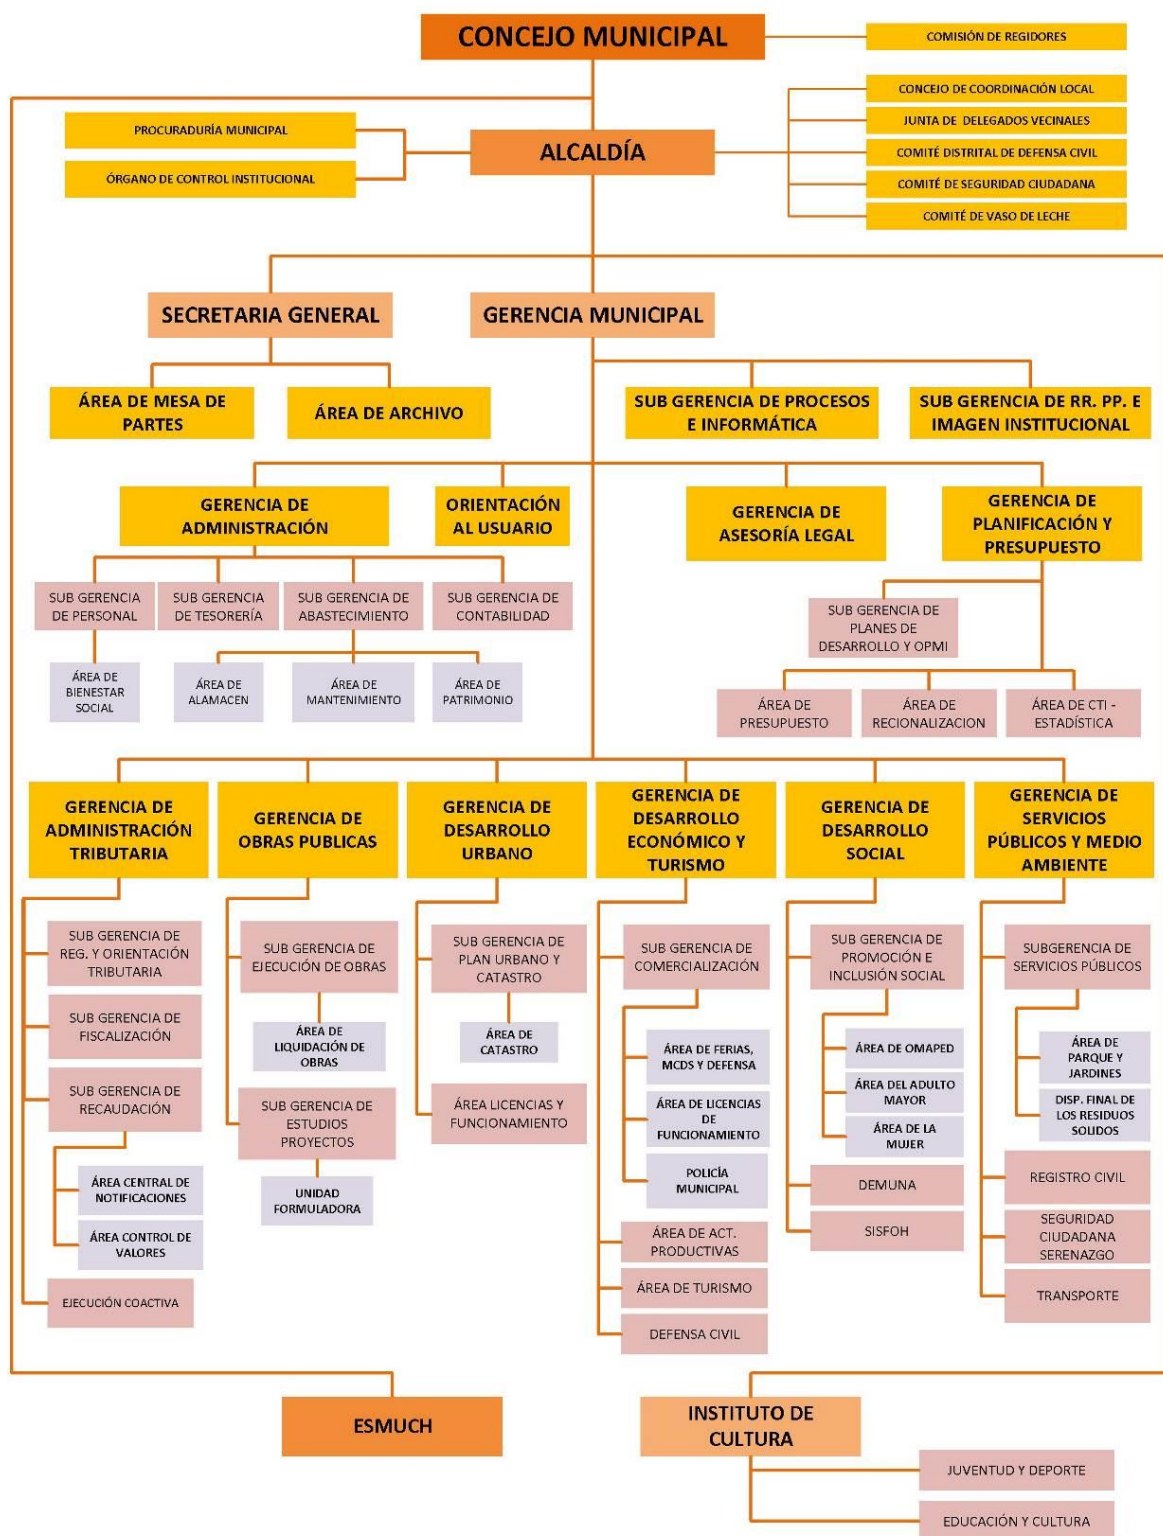 CONCEJO MUNICIPAL
COMISIÓN DE REGIDORES
CONCEJO DE COORDINACIÓN LOCAL
JUNTA DE DELEGADOS VECINALES
COMITÉ DISTRITAL DE DEFENSA CIVIL
COMITÉ DE SEGURIDAD CIUDADANA
COMITÉ DE VASO DE LECHE
PROCURADURÍA MUNICIPAL
ÓRGANO DE CONTROL INSTITUCIONAL
ALCALDÍA
SECRETARIA GENERAL
GERENCIA MUNICIPAL
ÁREA DE MESA DE
PARTES
ÁREA DE ARCHIVO
SUB GERENCIA DE PROCESOS
E INFORMÁTICA
SUB GERENCIA DE RR. PP. E
IMAGEN INSTITUCIONAL
GERENCIA DE
ADMINISTRACIÓN
ORIENTACIÓN
AL USUARIO
GERENCIA DE
ASESORÍA LEGAL
GERENCIA DE
PLANIFICACIÓN Y
PRESUPUESTO
SUB GERENCIA
DE PERSONAL
SUB GERENCIA
DE TESORERÍA
SUB GERENCIA DE
ABASTECIMIENTO
SUB GERENCIA DE
CONTABILIDAD
SUB GERENCIA DE
PLANES DE
DESARROLLO Y OPMI
ÁREA DE
BIENESTAR
SOCIAL
ÁREA DE
ALAMACEN
ÁREA DE
MANTENIMIENTO
ÁREA DE
PATRIMONIO
ÁREA DE
PRESUPUESTO
ÁREA DE
RECIONALIZACION
ÁREA DE CTI -
ESTADÍSTICA
GERENCIA DE
ADMINISTRACIÓN
TRIBUTARIA
GERENCIA DE
OBRAS PUBLICAS
GERENCIA DE
DESARROLLO
URBANO
GERENCIA DE
DESARROLLO
ECONÓMICO Y
TURISMO
GERENCIA DE
DESARROLLO
SOCIAL
GERENCIA DE
SERVICIOS
PÚBLICOS Y MEDIO
AMBIENTE
SUB GERENCIA DE
REG. Y ORIENTACIÓN
TRIBUTARIA
SUB GERENCIA DE
FISCALIZACIÓN
SUB GERENCIA DE
RECAUDACIÓN
ÁREA CENTRAL DE
NOTIFICACIONES
ÁREA CONTROL DE
VALORES
EJECUCIÓN COACTIVA
SUB GERENCIA DE
EJECUCIÓN DE OBRAS
ÁREA DE
LIQUIDACIÓN DE
OBRAS
SUB GERENCIA DE
ESTUDIOS
PROYECTOS
UNIDAD
FORMULADORA
SUB GERENCIA DE
PLAN URBANO Y
CATASTRO
ÁREA DE
CATASTRO
ÁREA LICENCIAS Y
FUNCIONAMIENTO
SUB GERENCIA DE
COMERCIALIZACIÓN
ÁREA DE FERIAS,
MCDS Y DEFENSA
ÁREA DE LICENCIAS
DE
FUNCIONAMIENTO
POLICÍA
MUNICIPAL
ÁREA DE ACT.
PRODUCTIVAS
ÁREA DE TURISMO
DEFENSA CIVIL
SUB GERENCIA DE
PROMOCIÓN E
INCLUSIÓN SOCIAL
ÁREA DE OMAPED
ÁREA DEL ADULTO
MAYOR
ÁREA DE LA
MUJER
DEMUNA
SISFOH
SUBGERENCIA DE
SERVICIOS PÚBLICOS
ÁREA DE
PARQUE Y
JARDINES
DISP. FINAL DE
LOS RESIDUOS
SOLIDOS
REGISTRO CIVIL
SEGURIDAD
CIUDADANA
SERENAZGO
TRANSPORTE
ESMUCH
INSTITUTO DE
CULTURA
JUVENTUD Y DEPORTE
EDUCACIÓN Y CULTURA